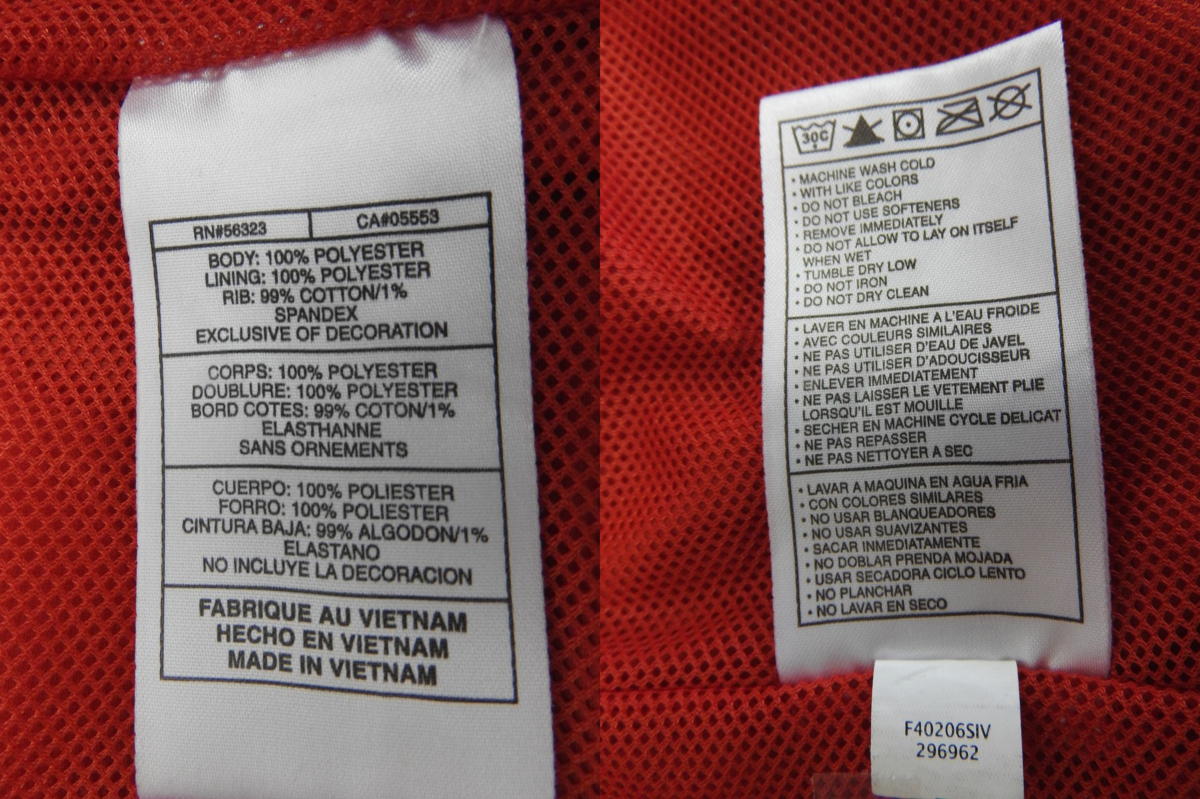 RN#56323 CA#05553
BODY: 100% POLYESTER
LINING: 100% POLYESTER
RIB: 99% COTTON/1%
SPANDEX
EXCLUSIVE OF DECORATION
CORPS: 100% POLYESTER
DOUBLURE: 100% POLYESTER
BORD COTES: 99% COTON/1%
ELASTHANNE
SANS ORNEMENTS
CUERPO: 100% POLIESTER
FORRO: 100% POLIESTER
CINTURA BAJA: 99% ALGODON/1%
ELASTANO
NO INCLUYE LA DECORACION
FABRIQUE AU VIETNAM
HECHO EN VIETNAM
MADE IN VIETNAM
30C
• MACHINE WASH COLD
• WITH LIKE COLORS
• DO NOT BLEACH
• DO NOT USE SOFTENERS
• REMOVE IMMEDIATELY
• DO NOT ALLOW TO LAY ON ITSELF
WHEN WET
• TUMBLE DRY LOW
• DO NOT IRON
• DO NOT DRY CLEAN
• LAVER EN MACHINE A L'EAU FROIDE
• AVEC COULEURS SIMILAIRES
• NE PAS UTILISER D'EAU DE JAVEL
• NE PAS UTILISER D'ADOUCISSEUR
• ENLEVER IMMEDIATEMENT
• NE PAS LAISSER LE VETEMENT PLIE
LORSQU'IL EST MOUILLE
• SECHER EN MACHINE CYCLE DELICAT
• NE PAS REPASSER
• NE PAS NETTOYER A SEC
• LAVAR A MAQUINA EN AGUA FRIA
• CON COLORES SIMILARES
• NO USAR BLANQUEADORES
• NO USAR SUAVIZANTES
• SACAR INMEDIATAMENTE
• NO DOBLAR PRENDA MOJADA
• USAR SECADORA CICLO LENTO
• NO PLANCHAR
• NO LAVAR EN SECO
F40206SIV
296962